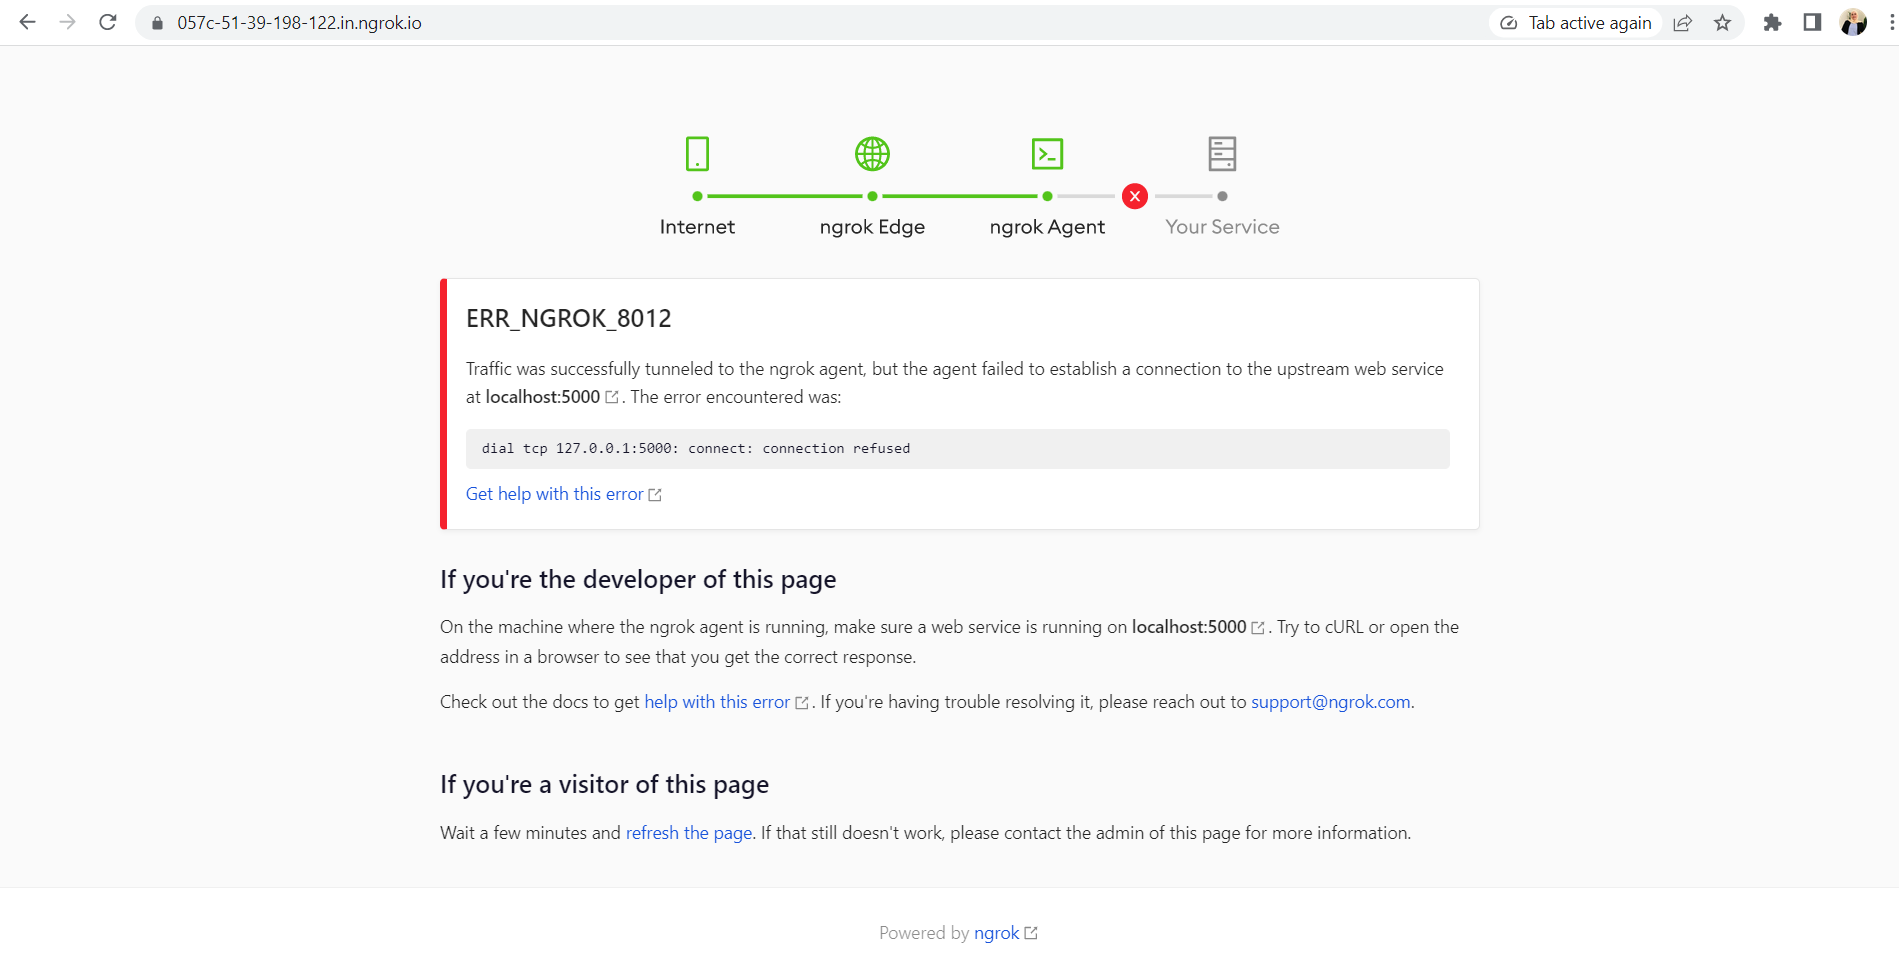 057c-51-39-198-122.in.ngrok.io
Tab active again
Internet
ngrok Edge
ngrok Agent
Your Service
ERR_NGROK_8012
Traffic was successfully tunneled to the ngrok agent, but the agent failed to establish a connection to the upstream web service
at localhost:5000 . The error encountered was:
dial tcp 127.0.0.1:5000: connect: connection refused
Get help with this error
If you're the developer of this page
On the machine where the ngrok agent is running, make sure a web service is running on localhost:5000 . Try to cURL or open the
address in a browser to see that you get the correct response.
Check out the docs to get help with this error . If you're having trouble resolving it, please reach out to support@ngrok.com.
If you're a visitor of this page
Wait a few minutes and refresh the page. If that still doesn't work, please contact the admin of this page for more information.
Powered by ngrok